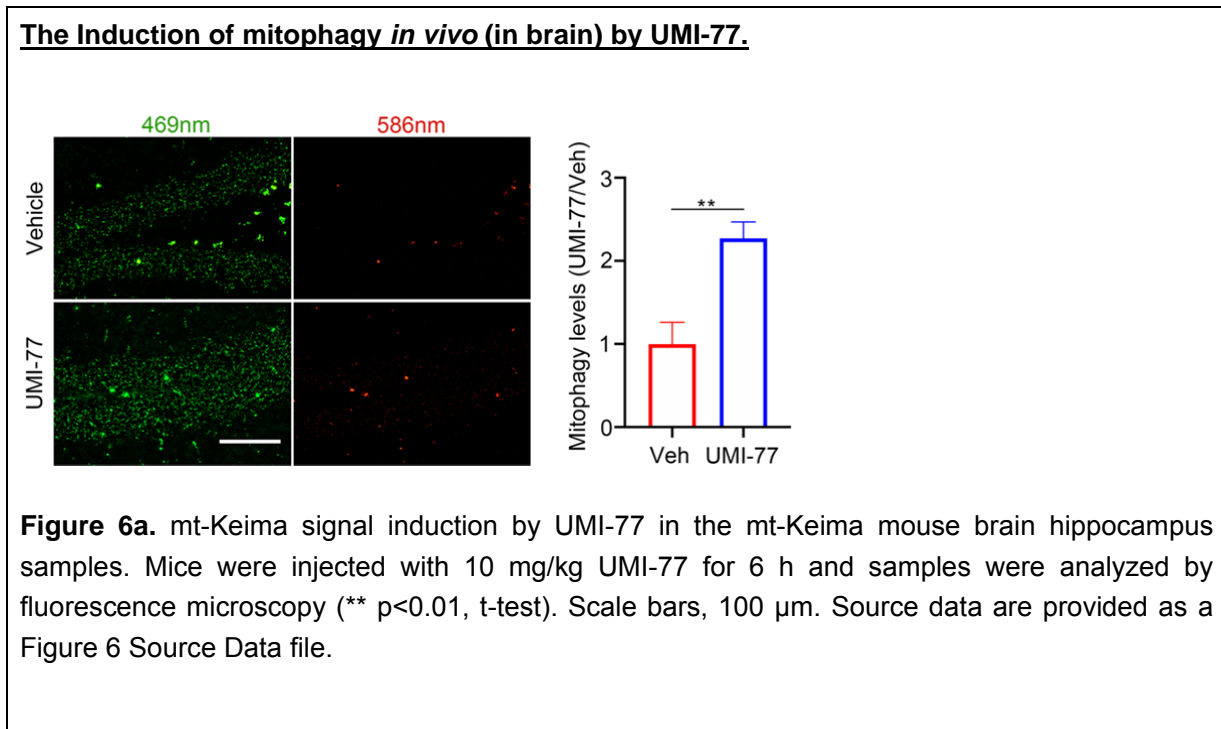 The Induction of mitophagy in vivo (in brain) by UMI-77.
469nm
586nm
Vehicle
UMI-77
Mitophagy levels (UMI-77/Veh)
3
2
1
0
**
Veh
UMI-77
Figure 6a. mt-Keima signal induction by UMI-77 in the mt-Keima mouse brain hippocampus
samples. Mice were injected with 10 mg/kg UMI-77 for 6 h and samples were analyzed by
fluorescence microscopy (** p<0.01, t-test). Scale bars, 100 μm. Source data are provided as a
Figure 6 Source Data file.